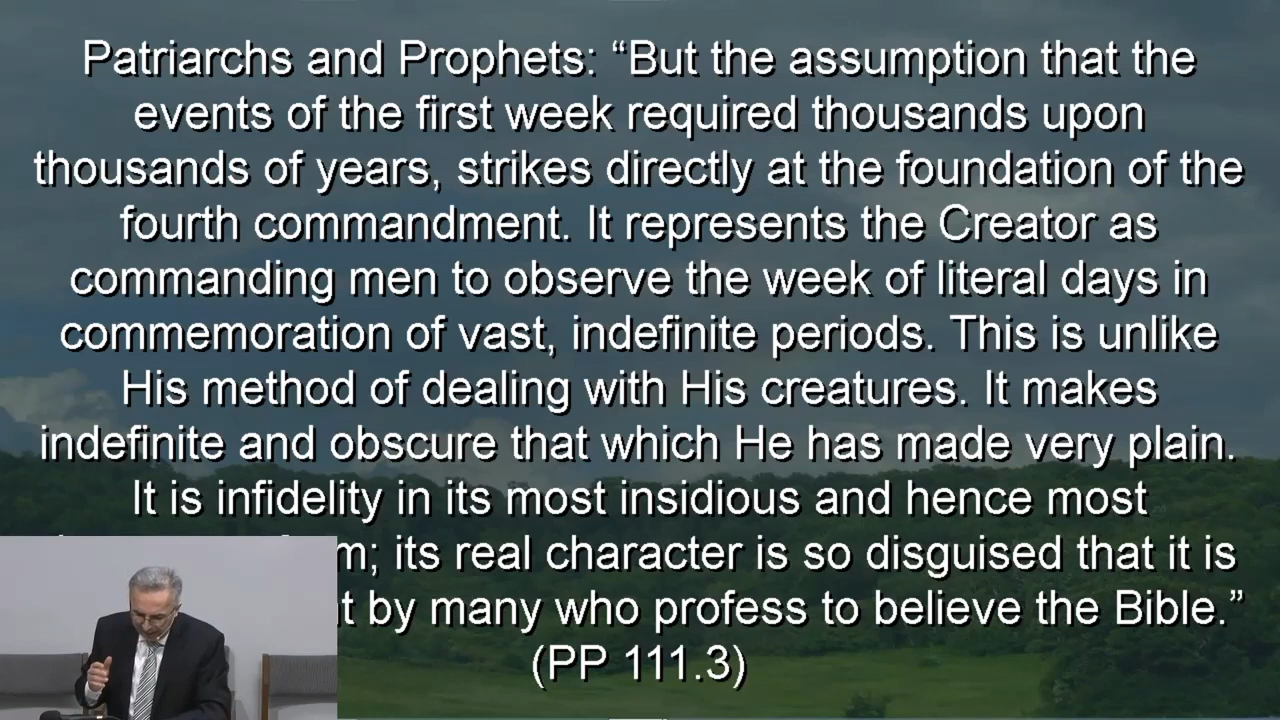 Patriarchs and Prophets: “But the assumption that the
events of the first week required thousands upon
thousands of years, strikes directly at the foundation of the
fourth commandment. It represents the Creator as
commanding men to observe the week of literal days in
commemoration of vast, indefinite periods. This is unlike
His method of dealing with His creatures. It makes
indefinite and obscure that which He has made very plain.
It is infidelity in its most insidious and hence most
its real character is so disguised that it is
by many who profess to believe the Bible.”
(PP 111.3)